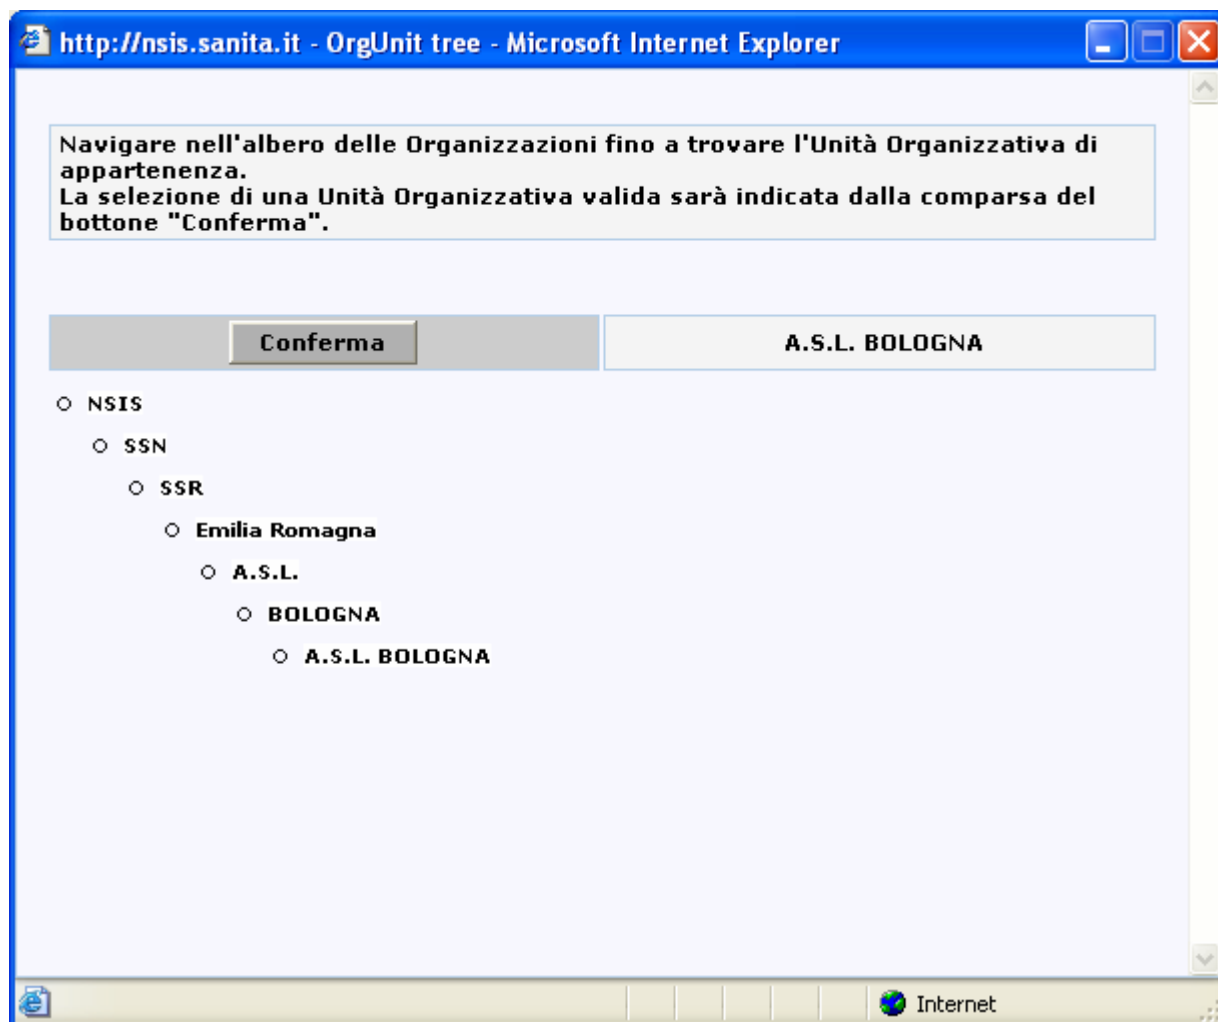 http://nsis.sanita.it - OrgUnit tree - Microsoft Internet Explorer
Navigare nell'albero delle Organizzazioni fino a trovare l'Unità Organizzativa di
appartenenza.
La selezione di una Unità Organizzativa valida sarà indicata dalla comparsa del
bottone "Conferma".
Conferma
A.S.L. BOLOGNA
NSIS
SSN
SSR
Emilia Romagna
A.S.L.
BOLOGNA
A.S.L. BOLOGNA
Internet